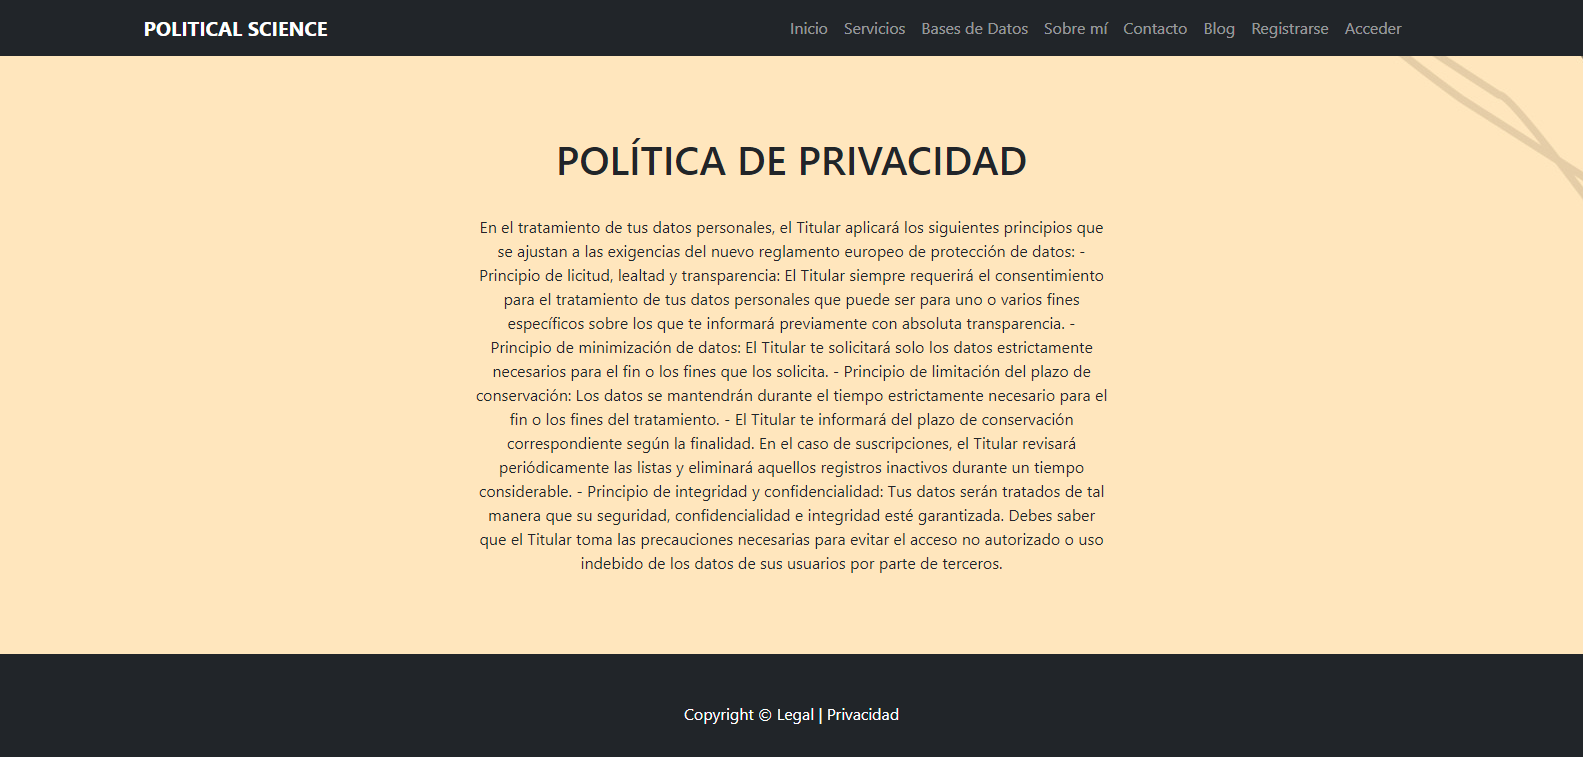 POLITICAL SCIENCE
Inicio Servicios Bases de Datos Sobre mí Contacto Blog Registrarse Acceder
POLÍTICA DE PRIVACIDAD
En el tratamiento de tus datos personales, el Titular aplicará los siguientes principios que
se ajustan a las exigencias del nuevo reglamento europeo de protección de datos: -
Principio de licitud, lealtad y transparencia: El Titular siempre requerirá el consentimiento
para el tratamiento de tus datos personales que puede ser para uno o varios fines
específicos sobre los que te informará previamente con absoluta transparencia. -
Principio de minimización de datos: El Titular te solicitará solo los datos estrictamente
necesarios para el fin o los fines que los solicita. - Principio de limitación del plazo de
conservación: Los datos se mantendrán durante el tiempo estrictamente necesario para el
fin o los fines del tratamiento. - El Titular te informará del plazo de conservación
correspondiente según la finalidad. En el caso de suscripciones, el Titular revisará
periódicamente las listas y eliminará aquellos registros inactivos durante un tiempo
considerable. - Principio de integridad y confidencialidad: Tus datos serán tratados de tal
manera que su seguridad, confidencialidad e integridad esté garantizada. Debes saber
que el Titular toma las precauciones necesarias para evitar el acceso no autorizado o uso
indebido de los datos de sus usuarios por parte de terceros.
Copyright © Legal | Privacidad